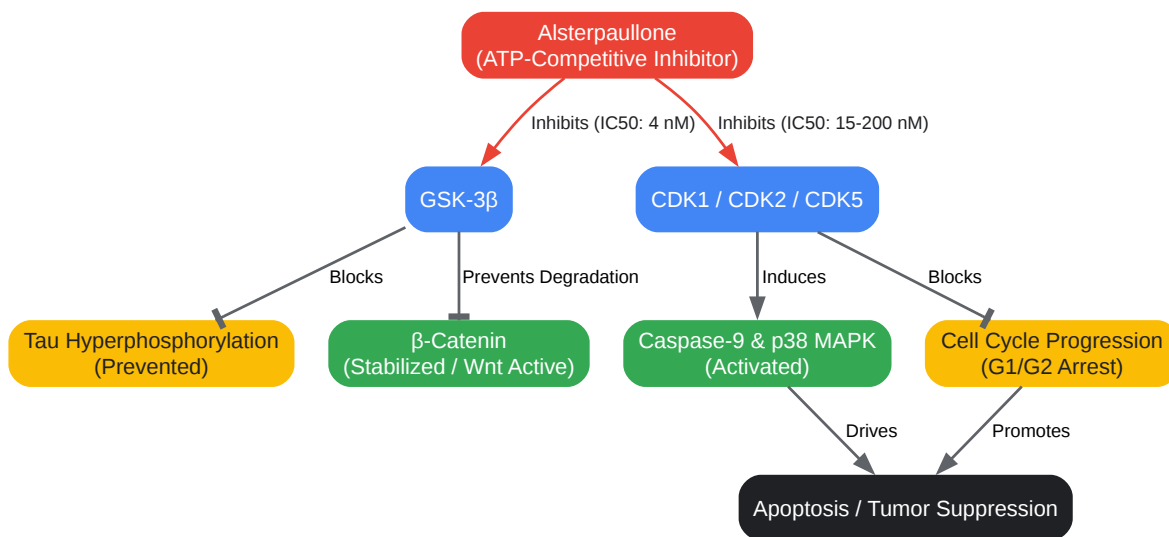 Alsterpaullone
(ATP-Competitive Inhibitor)
Inhibits (IC50: 4 nM)
Inhibits (IC50: 15-200 nM)
GSK-3β
CDK1 / CDK2 / CDK5
Blocks
Prevents Degradation
Induces
Blocks
Tau Hyperphosphorylation
(Prevented)
β-Catenin
(Stabilized / Wnt Active)
Caspase-9 & p38 MAPK
(Activated)
Cell Cycle Progression
(G1/G2 Arrest)
Drives
Promotes
Apoptosis / Tumor Suppression